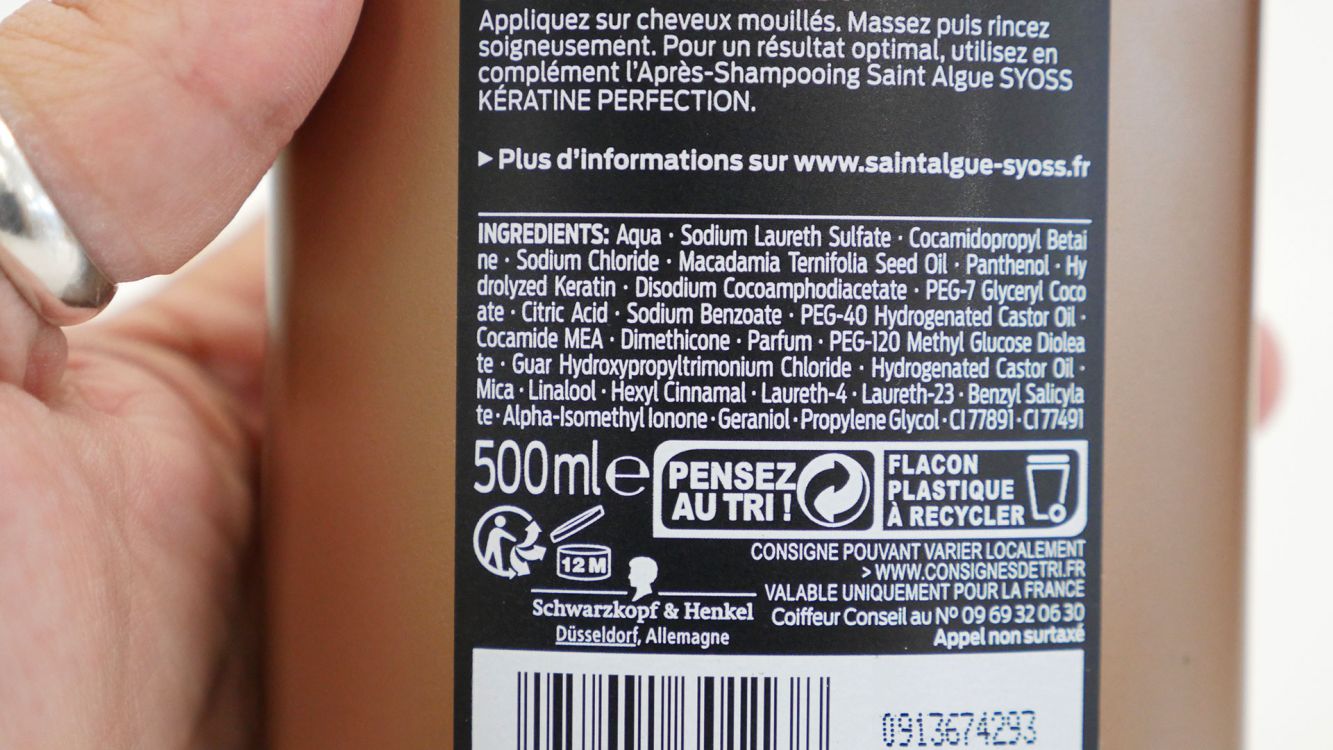 Appliquez sur cheveux mouillés. Massez puis rincez
soigneusement. Pour un résultat optimal, utilisez en
complément l'Après-Shampooing Saint Algue SYOSS
KÉRATINE PERFECTION.
▸ Plus d'informations sur www.saintalgue-syoss.fr
INGREDIENTS: Aqua · Sodium Laureth Sulfate · Cocamidopropyl Betai
ne · Sodium Chloride · Macadamia Ternifolia Seed Oil · Panthenol · Hy
drolyzed Keratin · Disodium Cocoamphodiacetate · PEG-7 Glyceryl Coco
ate · Citric Acid · Sodium Benzoate · PEG-40 Hydrogenated Castor Oil ·
Cocamide MEA · Dimethicone · Parfum · PEG-120 Methyl Glucose Diolea
te · Guar Hydroxypropyltrimonium Chloride · Hydrogenated Castor Oil ·
Mica · Linalool · Hexyl Cinnamal · Laureth-4 · Laureth-23 · Benzyl Salicyla
te · Alpha-Isomethyl Ionone · Geraniol · Propylene Glycol · CI 77891 · CI 77491
500ml e
PENSEZ
AU TRI !
FLACON
PLASTIQUE
À RECYCLER
12 M
CONSIGNE POUVANT VARIER LOCALEMENT
> WWW.CONSIGNESDETRI.FR
VALABLE UNIQUEMENT POUR LA FRANCE
Schwarzkopf & Henkel
Düsseldorf, Allemagne
Coiffeur Conseil au Nº 09 69 32 06 30
Appel non surtaxé
0913674293